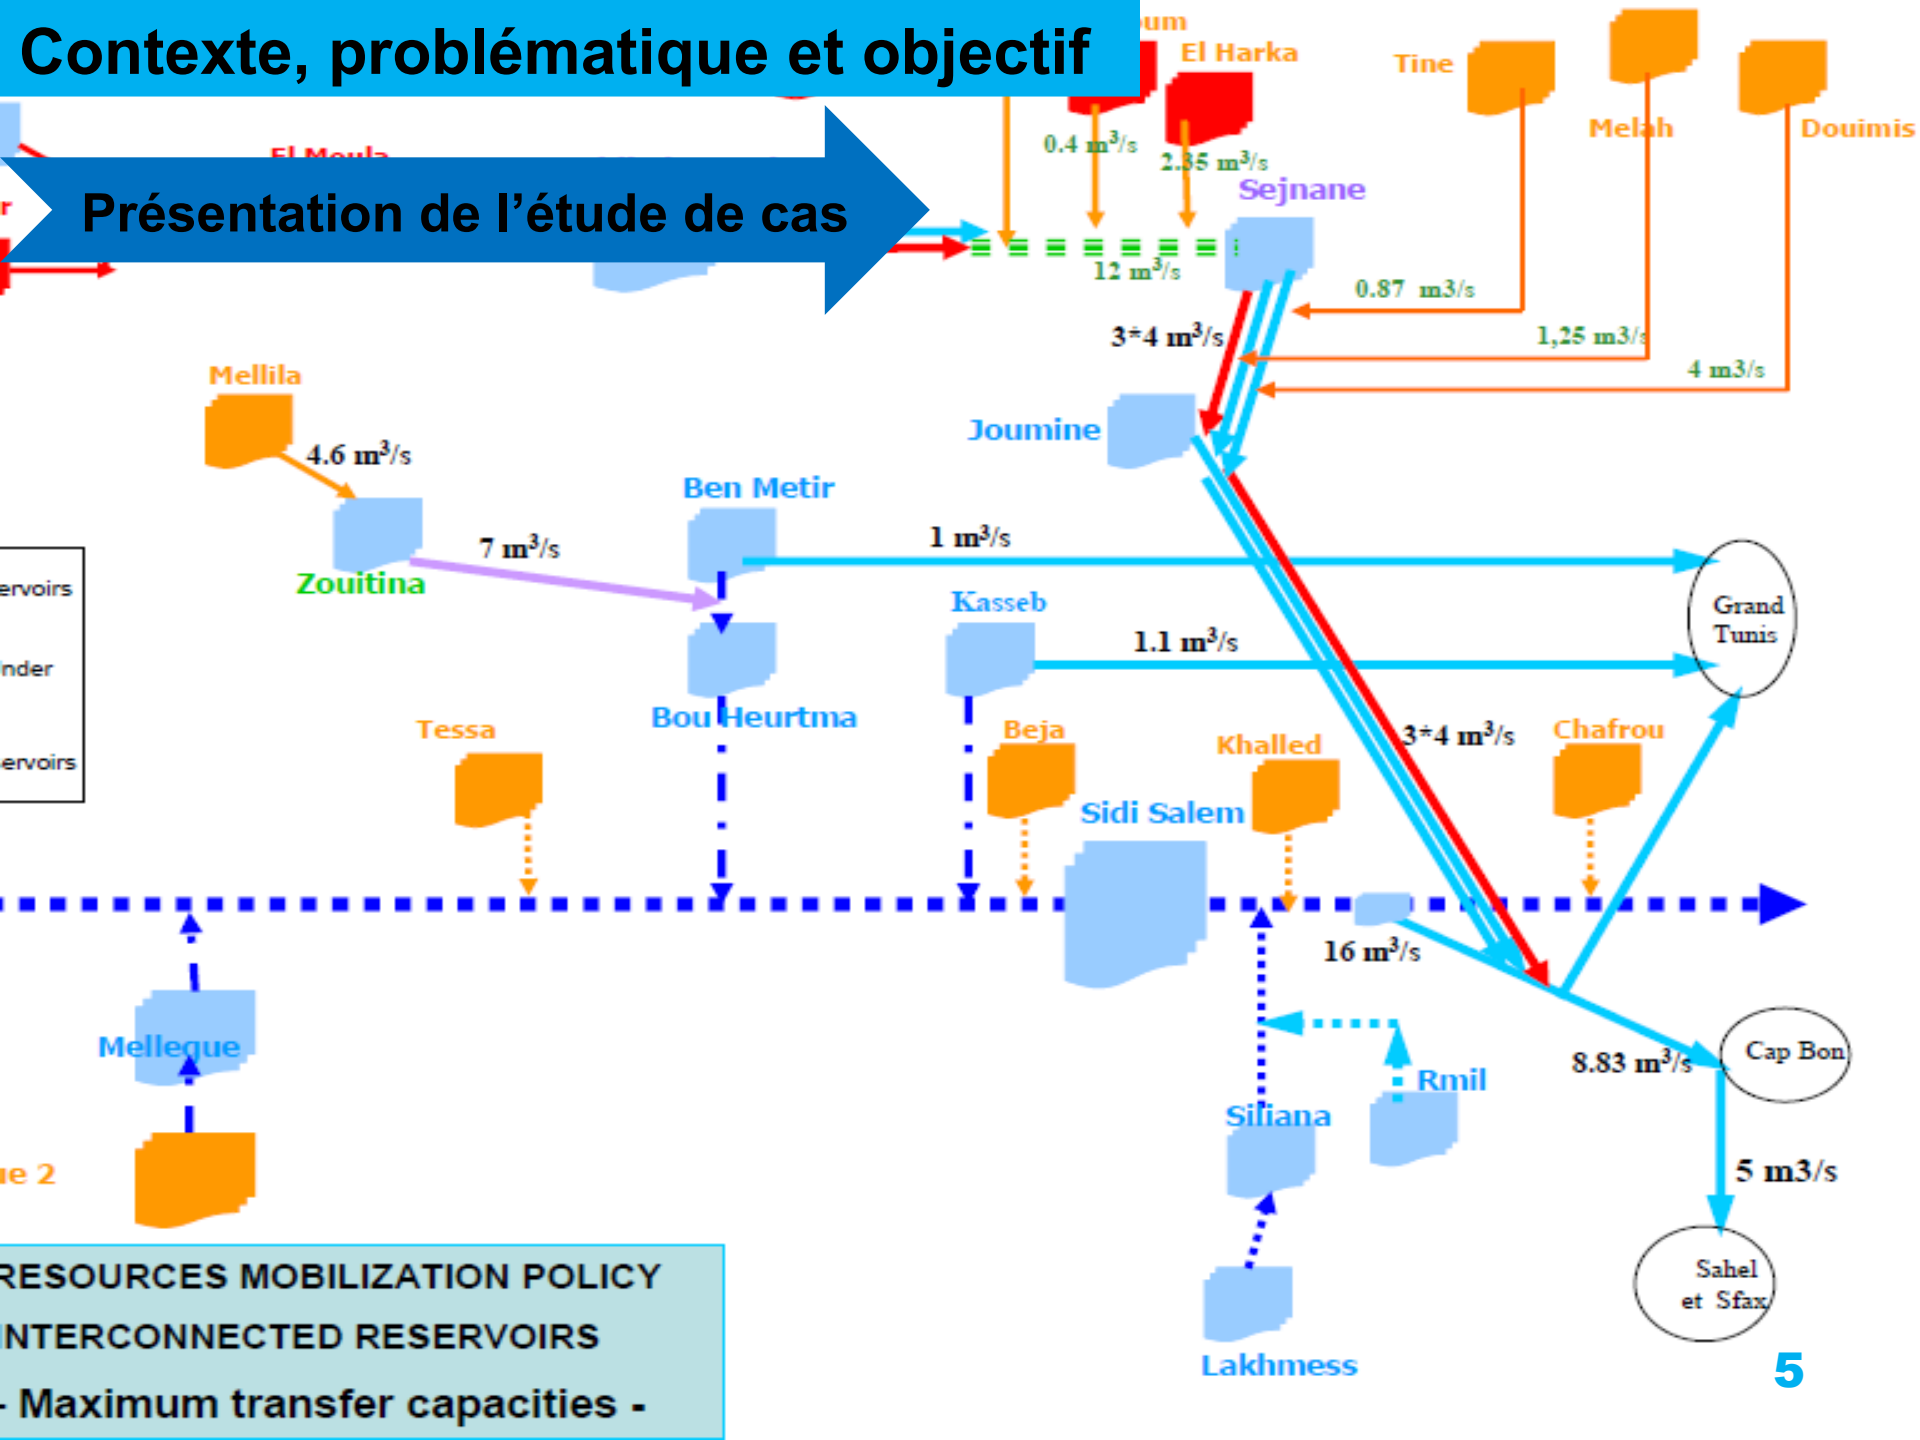 Contexte, problématique et objectif
El Harka
Tine
Melah
Douimis
0.4 m³/s
2.35 m³/s
Présentation de l’étude de cas
Sejnane
12 m³/s
0.87 m3/s
3*4 m³/s
1,25 m3/s
4 m3/s
Mellila
4.6 m³/s
Joumine
Ben Metir
7 m³/s
1 m³/s
Zouitina
Kasseb
Grand
Tunis
1.1 m³/s
Bou Heurtma
Tessa
Beja
Khalled
3*4 m³/s
Chafrou
Sidi Salem
16 m³/s
Mellegue
8.83 m³/s
Cap Bon
Rmil
Siliana
5 m3/s
ue 2
RESOURCES MOBILIZATION POLICY
INTERCONNECTED RESERVOIRS
- Maximum transfer capacities -
Sahel
et Sfax
Lakhmess
5